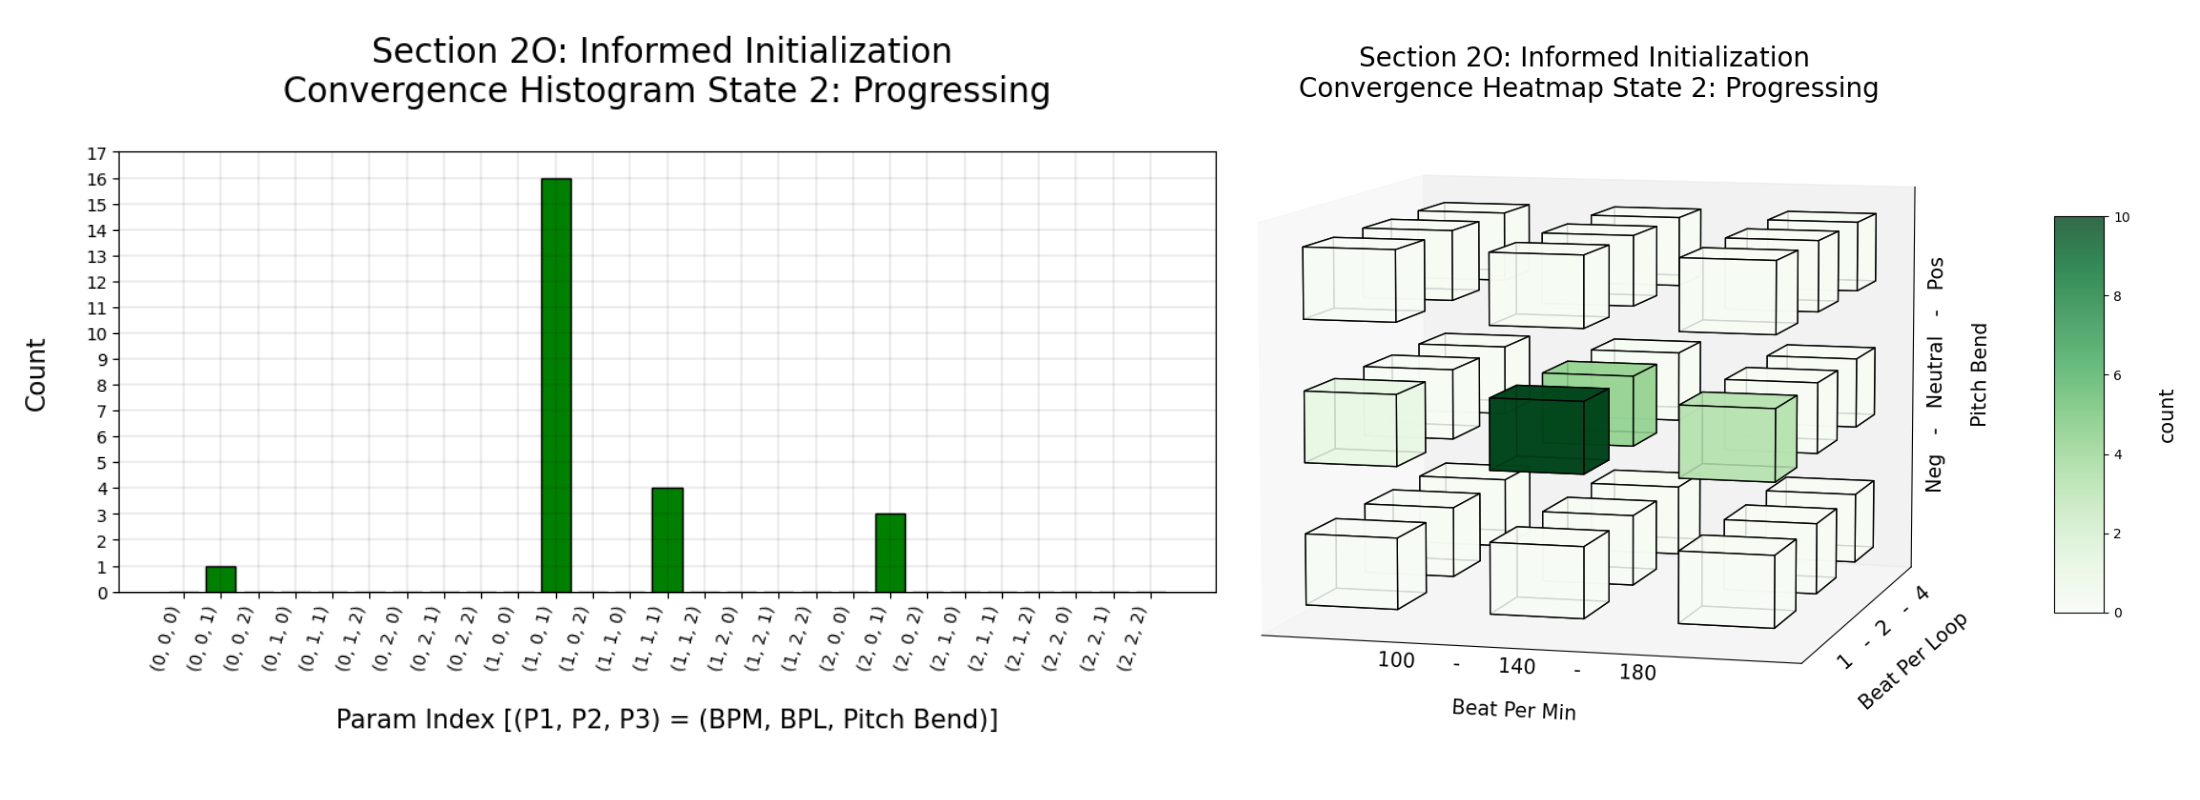 Section 2O: Informed Initialization
Convergence Histogram State 2: Progressing
17
16
15
14
13
12
11
10
9
8
7
6
5
4
3
2
1
0
Count
(0, 0, 0)
(0, 0, 1)
(0, 0, 2)
(0, 1, 0)
(0, 1, 1)
(0, 1, 2)
(0, 2, 0)
(0, 2, 1)
(0, 2, 2)
(1, 0, 0)
(1, 0, 1)
(1, 0, 2)
(1, 1, 0)
(1, 1, 1)
(1, 1, 2)
(1, 2, 0)
(1, 2, 1)
(1, 2, 2)
(2, 0, 0)
(2, 0, 1)
(2, 0, 2)
(2, 1, 0)
(2, 1, 1)
(2, 1, 2)
(2, 2, 0)
(2, 2, 1)
(2, 2, 2)
Param Index [(P1, P2, P3) = (BPM, BPL, Pitch Bend)]
Section 2O: Informed Initialization
Convergence Heatmap State 2: Progressing
Neg - Neutral - Pos
Pitch Bend
1 - 2 - 4
Beat Per Loop
100 - 140 - 180
Beat Per Min
10
8
6
4
2
0
count